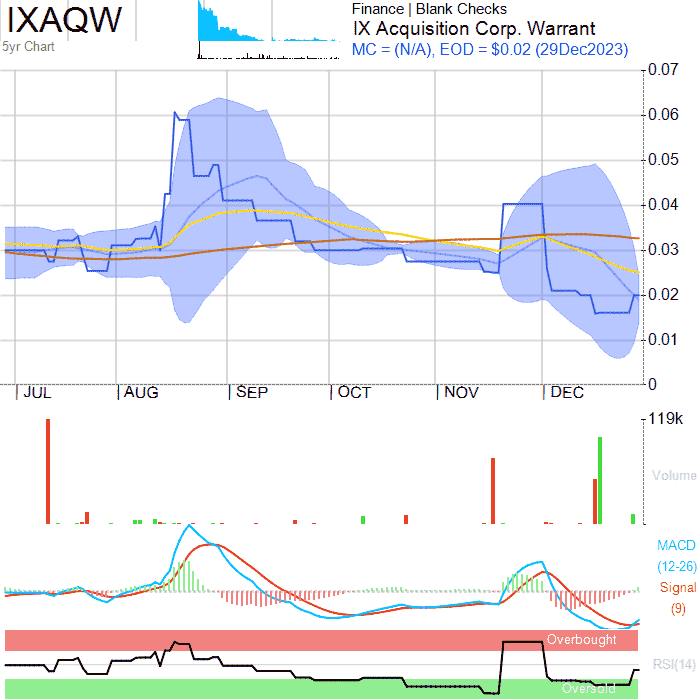 IXAQW
5yr Chart
Finance | Blank Checks
IX Acquisition Corp. Warrant
MC = (N/A), EOD = $0.02 (29Dec2023)
0.07
0.06
0.05
0.04
0.03
0.02
0.01
0
JUL AUG SEP OCT NOV DEC
119k
Volume
MACD
(12-26)
Signal
(9)
Overbought
RSI(14)
Oversold